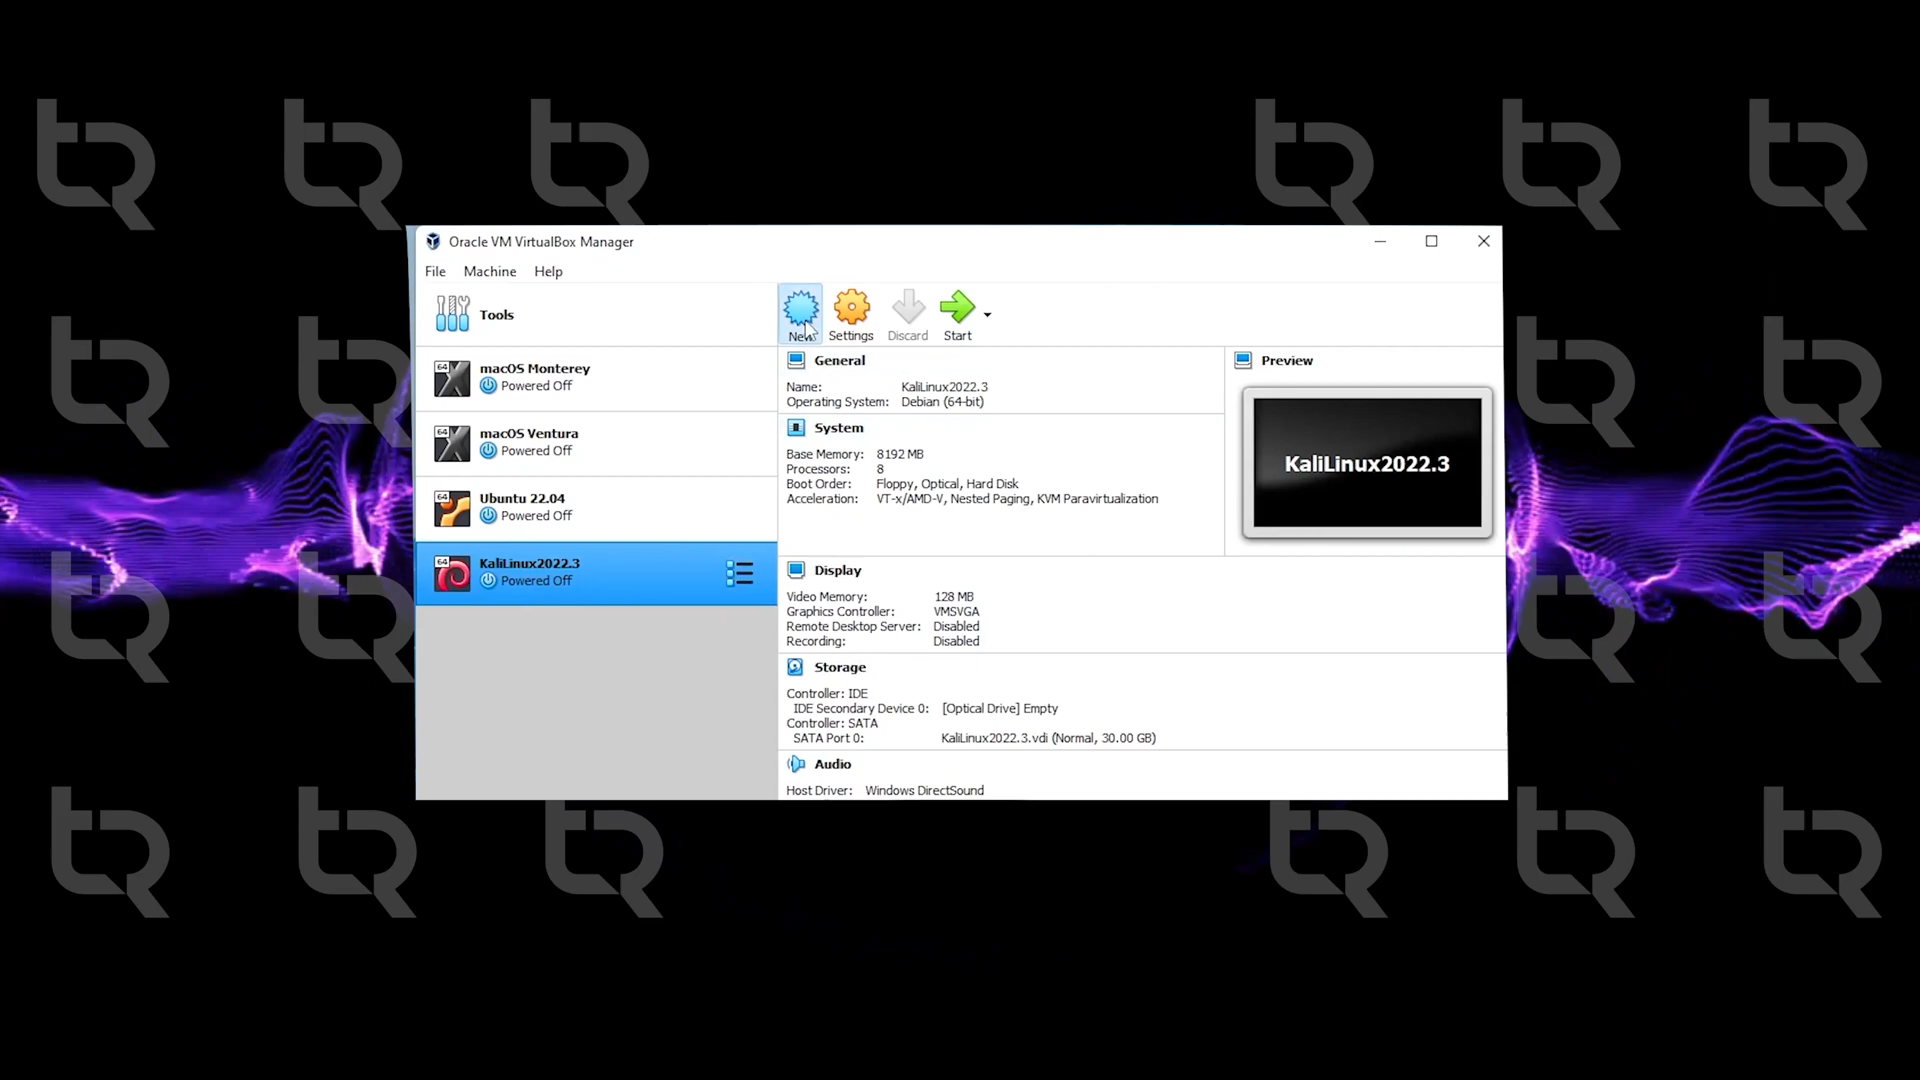 Oracle VM VirtualBox Manager
File Machine Help
Tools
New Settings Discard Start
64
macOS Monterey
Powered Off
64
macOS Ventura
Powered Off
64
Ubuntu 22.04
Powered Off
64
KaliLinux2022.3
Powered Off
General
Name: KaliLinux2022.3
Operating System: Debian (64-bit)
System
Base Memory: 8192 MB
Processors: 8
Boot Order: Floppy, Optical, Hard Disk
Acceleration: VT-x/AMD-V, Nested Paging, KVM Paravirtualization
Preview
KaliLinux2022.3
Display
Video Memory: 128 MB
Graphics Controller: VMSVGA
Remote Desktop Server: Disabled
Recording: Disabled
Storage
Controller: IDE
IDE Secondary Device 0: [Optical Drive] Empty
Controller: SATA
SATA Port 0: KaliLinux2022.3.vdi (Normal, 30.00 GB)
Audio
Host Driver: Windows DirectSound